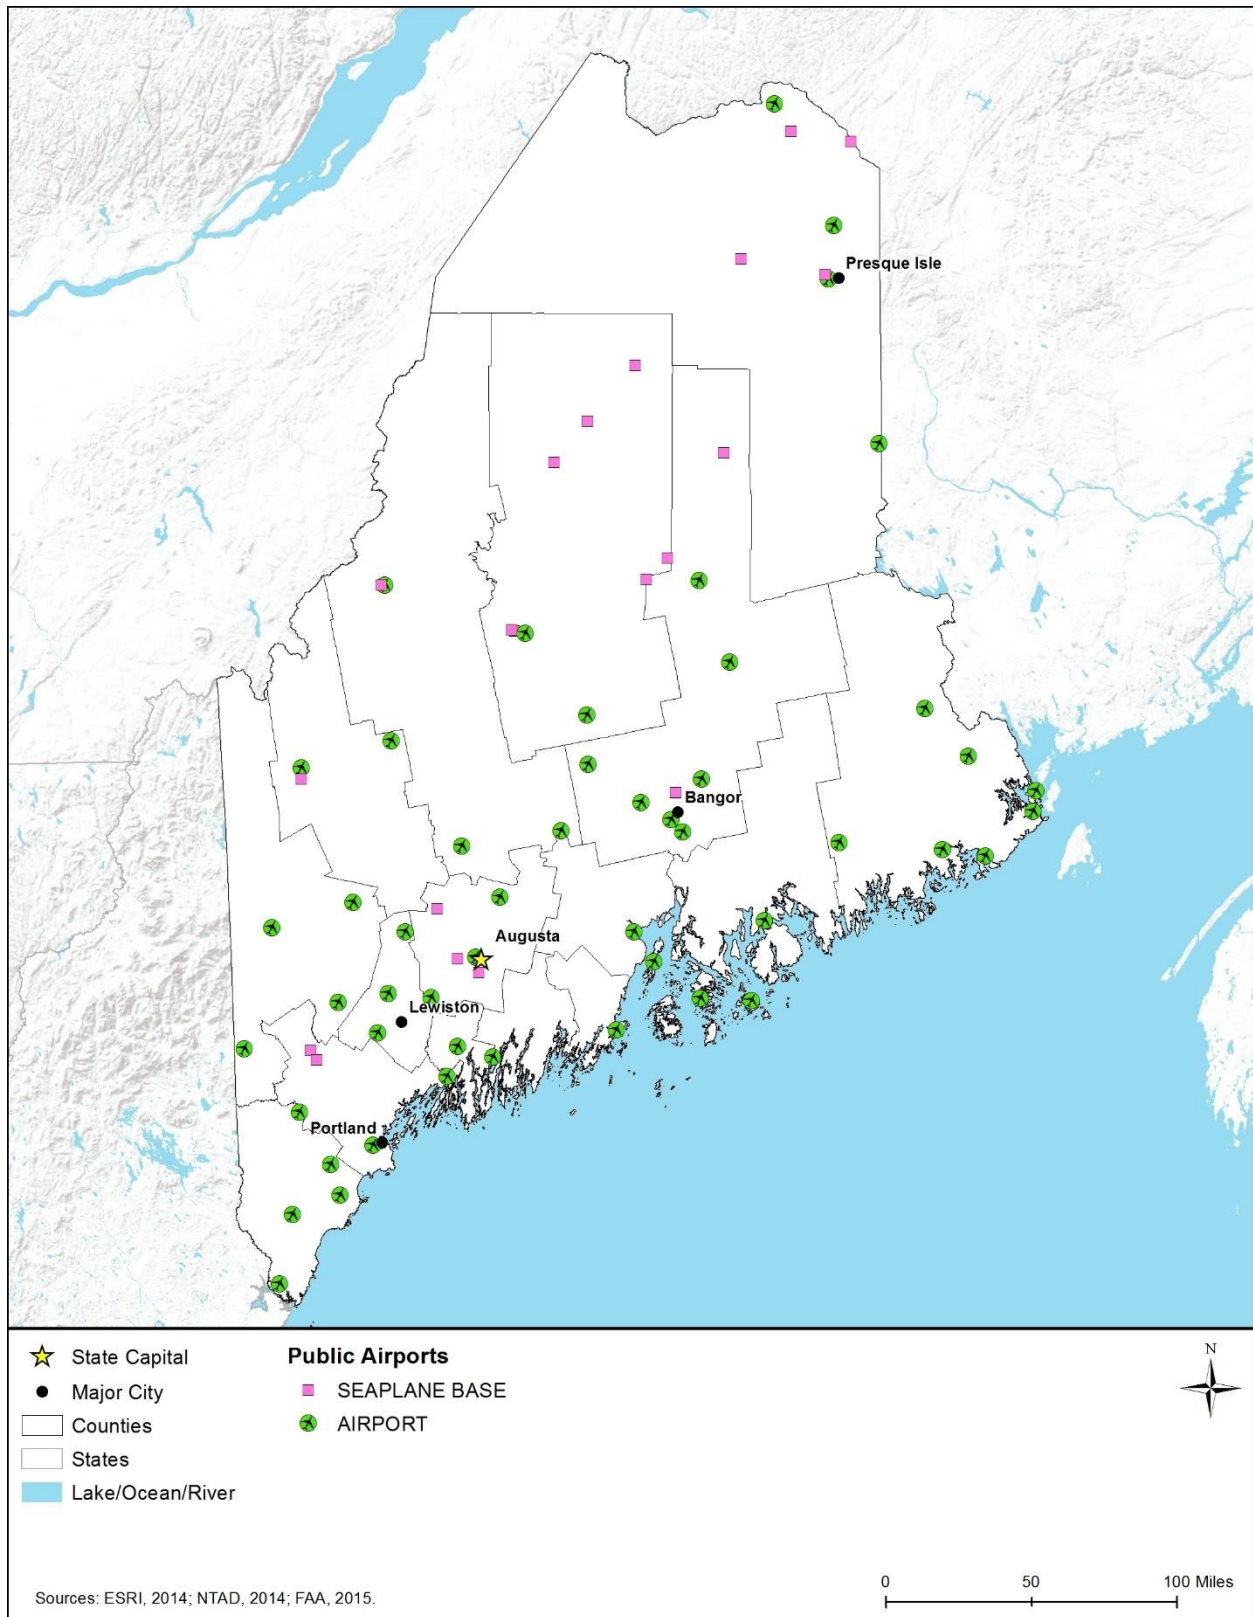 Presque Isle
Bangor
Augusta
Lewiston
Portland
State Capital
Major City
Counties
States
Lake/Ocean/River
Public Airports
SEAPLANE BASE
AIRPORT
N
0 50 100 Miles
Sources: ESRI, 2014; NTAD, 2014; FAA, 2015.